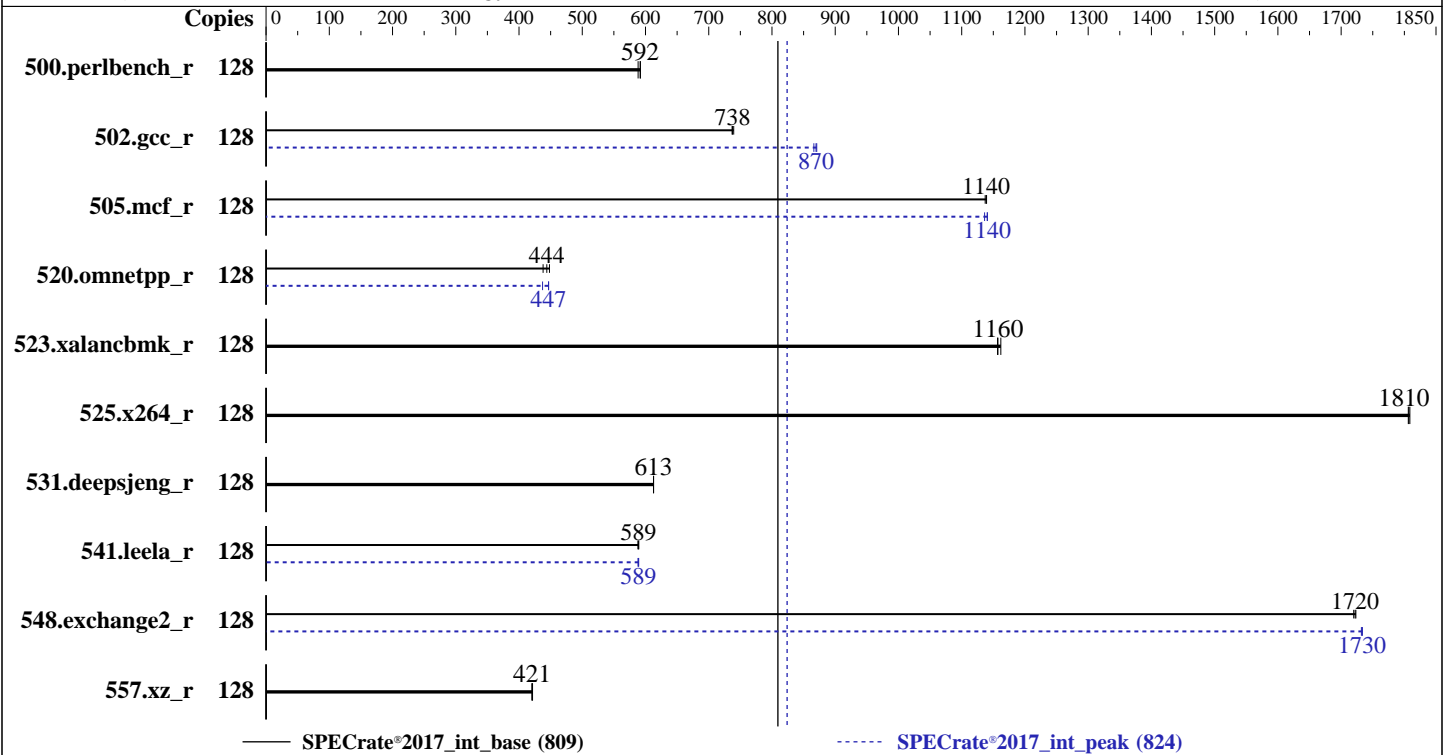 Copies 0 100 200 300 400 500 600 700 800 900 1000 1100 1200 1300 1400 1500 1600 1700 1850
592
500.perlbench_r 128
738
502.gcc_r 128
870
1140
505.mcf_r 128
1140
444
520.omnetpp_r 128
447
1160
523.xalancbmk_r 128
1810
525.x264_r 128
613
531.deepsjeng_r 128
589
541.leela_r 128
589
1720
548.exchange2_r 128
1730
421
557.xz_r 128
SPECrate®2017_int_base (809) SPECrate®2017_int_peak (824)